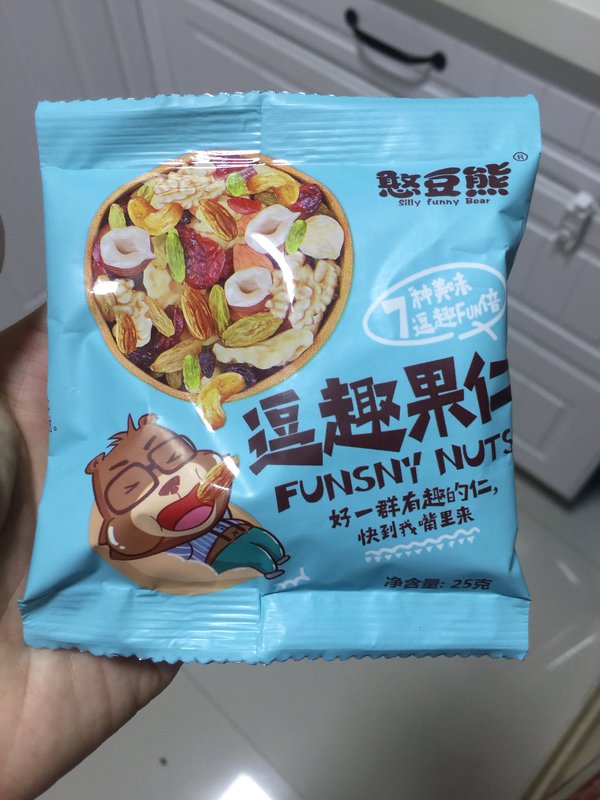 憨豆熊®
Silly funny Bear
7种美味
逗趣FUN倍
逗趣果仁
FUNSNY NUTS
好一群有趣的仁，
快到我嘴里来
净含量: 25克